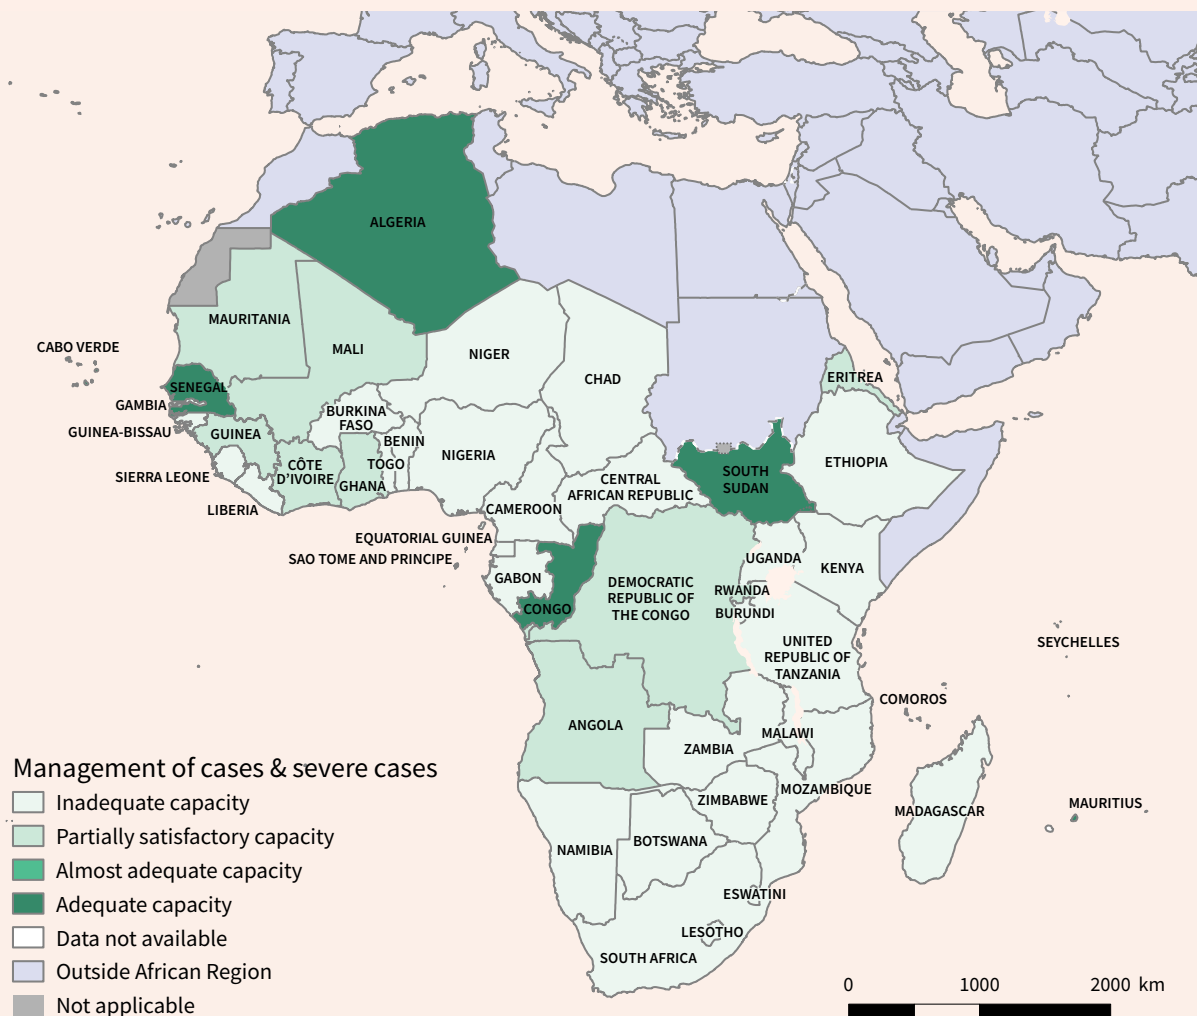 ALGERIA
MAURITANIA
MALI
NIGER
CHAD
CABO VERDE
SENEGAL
GAMBIA
GUINEA-BISSAU
GUINEA
SIERRA LEONE
LIBERIA
CÔTE
D'IVOIRE
BURKINA
FASO
GHANA
TOGO
BENIN
NIGERIA
ERITREA
ETHIOPIA
SOUTH
SUDAN
CENTRAL
AFRICAN REPUBLIC
CAMEROON
EQUATORIAL GUINEA
SAO TOME AND PRINCIPE
GABON
CONGO
DEMOCRATIC
REPUBLIC OF
THE CONGO
UGANDA
KENYA
RWANDA
BURUNDI
UNITED
REPUBLIC OF
TANZANIA
SEYCHELLES
COMOROS
ANGOLA
ZAMBIA
MALAWI
MOZAMBIQUE
ZIMBABWE
MADAGASCAR
MAURITIUS
NAMIBIA
BOTSWANA
ESWATINI
LESOTHO
SOUTH AFRICA
Management of cases & severe cases
Inadequate capacity
Partially satisfactory capacity
Almost adequate capacity
Adequate capacity
Data not available
Outside African Region
Not applicable
0 1000 2000 km